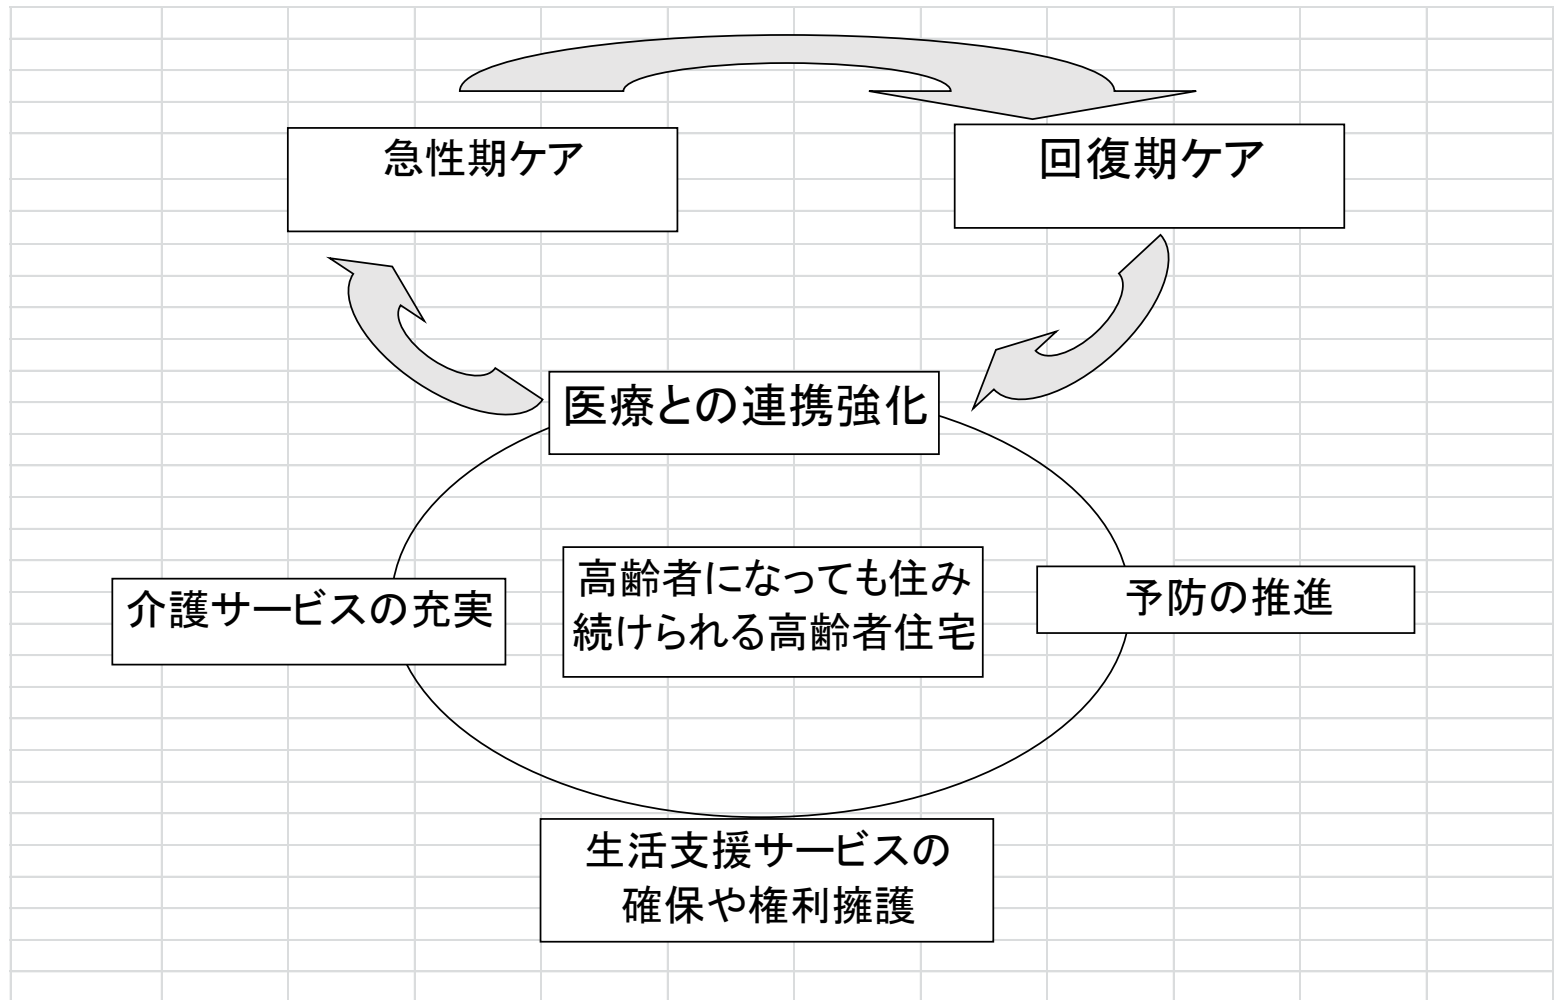 急性期ケア
回復期ケア
医療との連携強化
介護サービスの充実
高齢者になっても住み
続けられる高齢者住宅
予防の推進
生活支援サービスの
確保や権利擁護